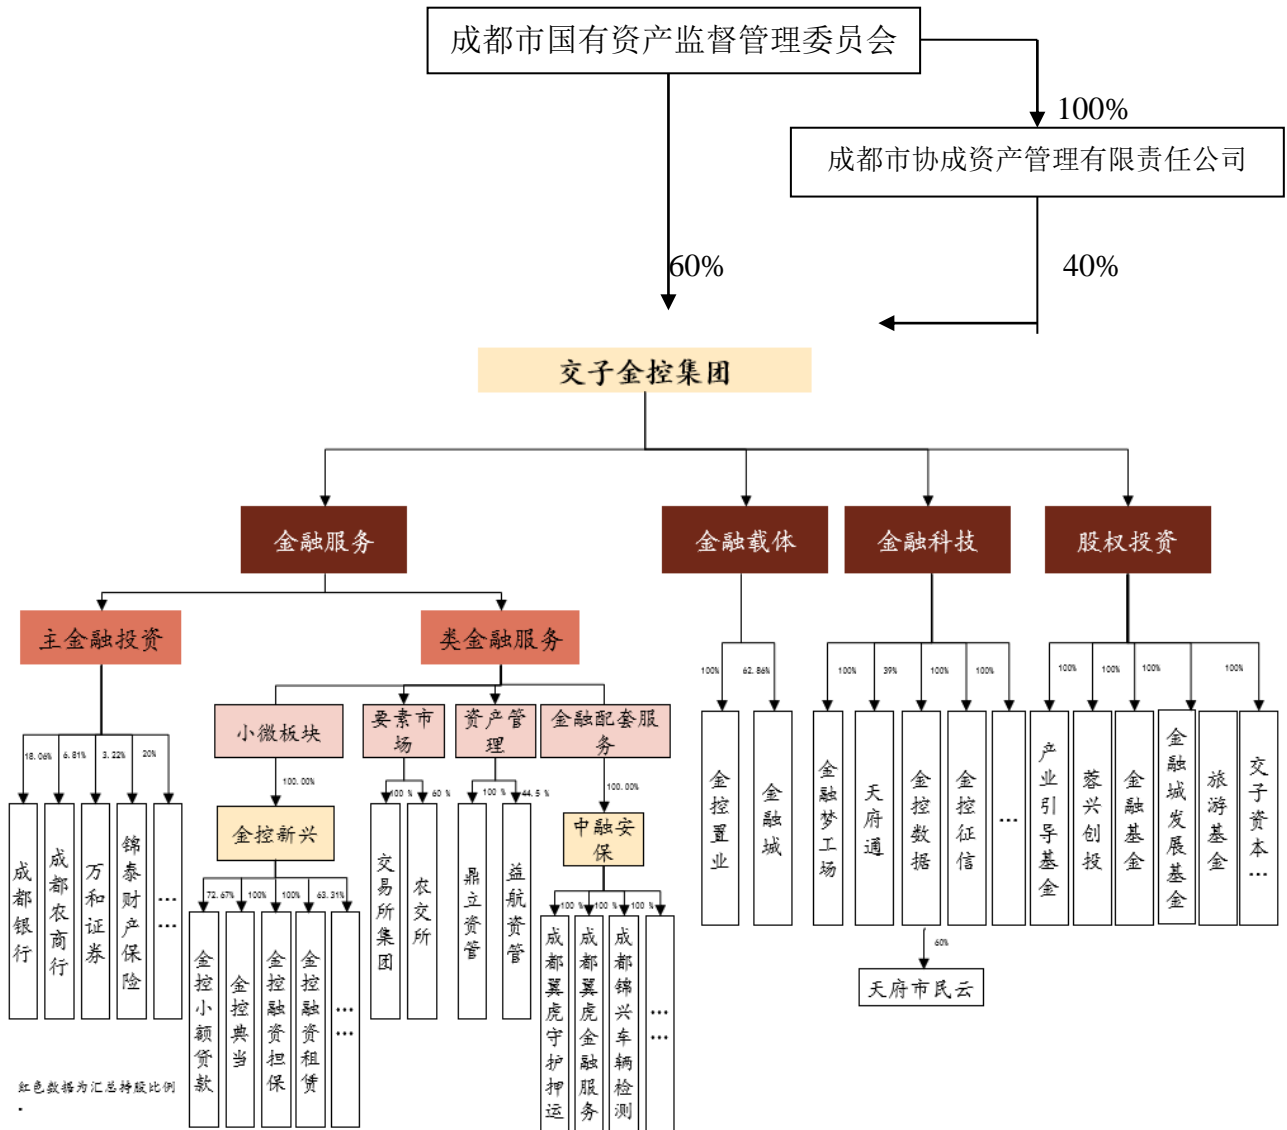 成都市国有资产监督管理委员会
100%
成都市协成资产管理有限责任公司
60%
40%
交子金控集团
金融服务
金融载体
金融科技
股权投资
主金融投资
类金融服务
小微板块
要素市场
资产管理
金融配套服务
18.06%
6.81%
3.22%
20%
成都银行
成都农商行
万和证券
锦泰财产保险
……
100.00%
金控新兴
72.67%
100%
100%
63.31%
金控小额贷款
金控典当
金控融资担保
金控融资租赁
……
100 %
60 %
交易所集团
农交所
100 %
44.5 %
鼎立资管
益航资管
100.00%
中融安保
100 %
100 %
100 %
成都翼虎守护押运
成都翼虎金融服务
成都锦兴车辆检测
……
100%
62.86%
金控置业
金融城
100%
39%
100%
100%
金融梦工场
天府通
金控数据
金控征信
…
60%
天府市民云
100%
100%
100%
100%
产业引导基金
蓉兴创投
金融基金
金融城发展基金
旅游基金
交子资本…
红色数据为汇总持股比例
.